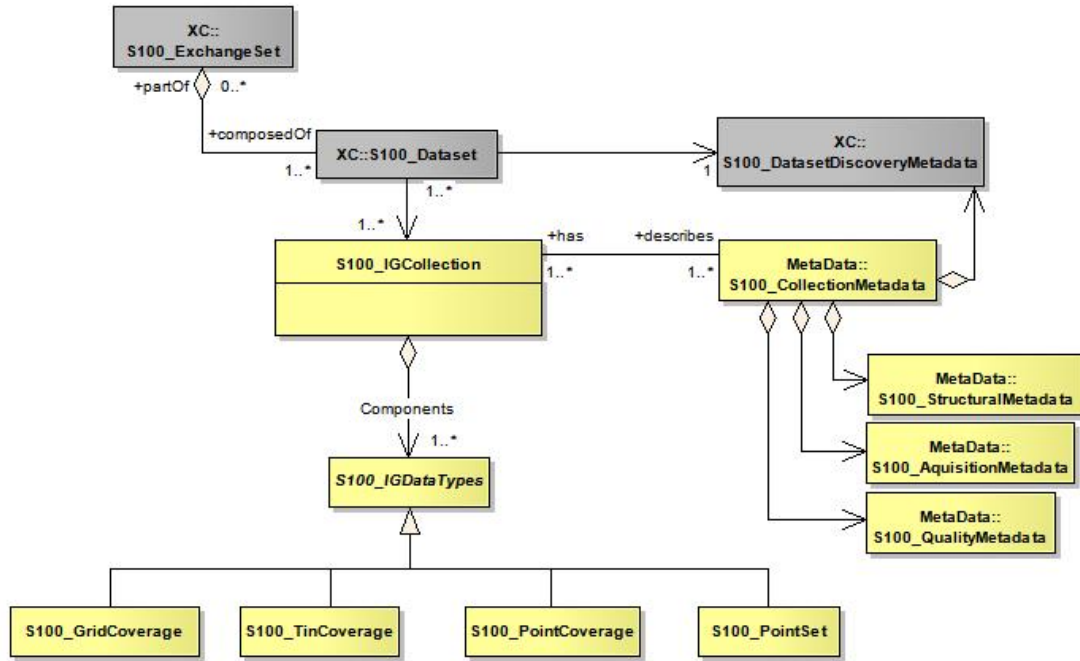 XC::
S100_ExchangeSet
+partOf
0..*
+composedOf
1..*
XC::S100_Dataset
1..*
1
XC::
S100_DatasetDiscoveryMetadata
1..*
S100_IGCollection
+has
1..*
+describes
1..*
MetaData::
S100_CollectionMetadata
MetaData::
S100_StructuralMetadata
MetaData::
S100_AquisitionMetadata
MetaData::
S100_QualityMetadata
Components
1..*
S100_IGDataTypes
S100_GridCoverage
S100_TinCoverage
S100_PointCoverage
S100_PointSet